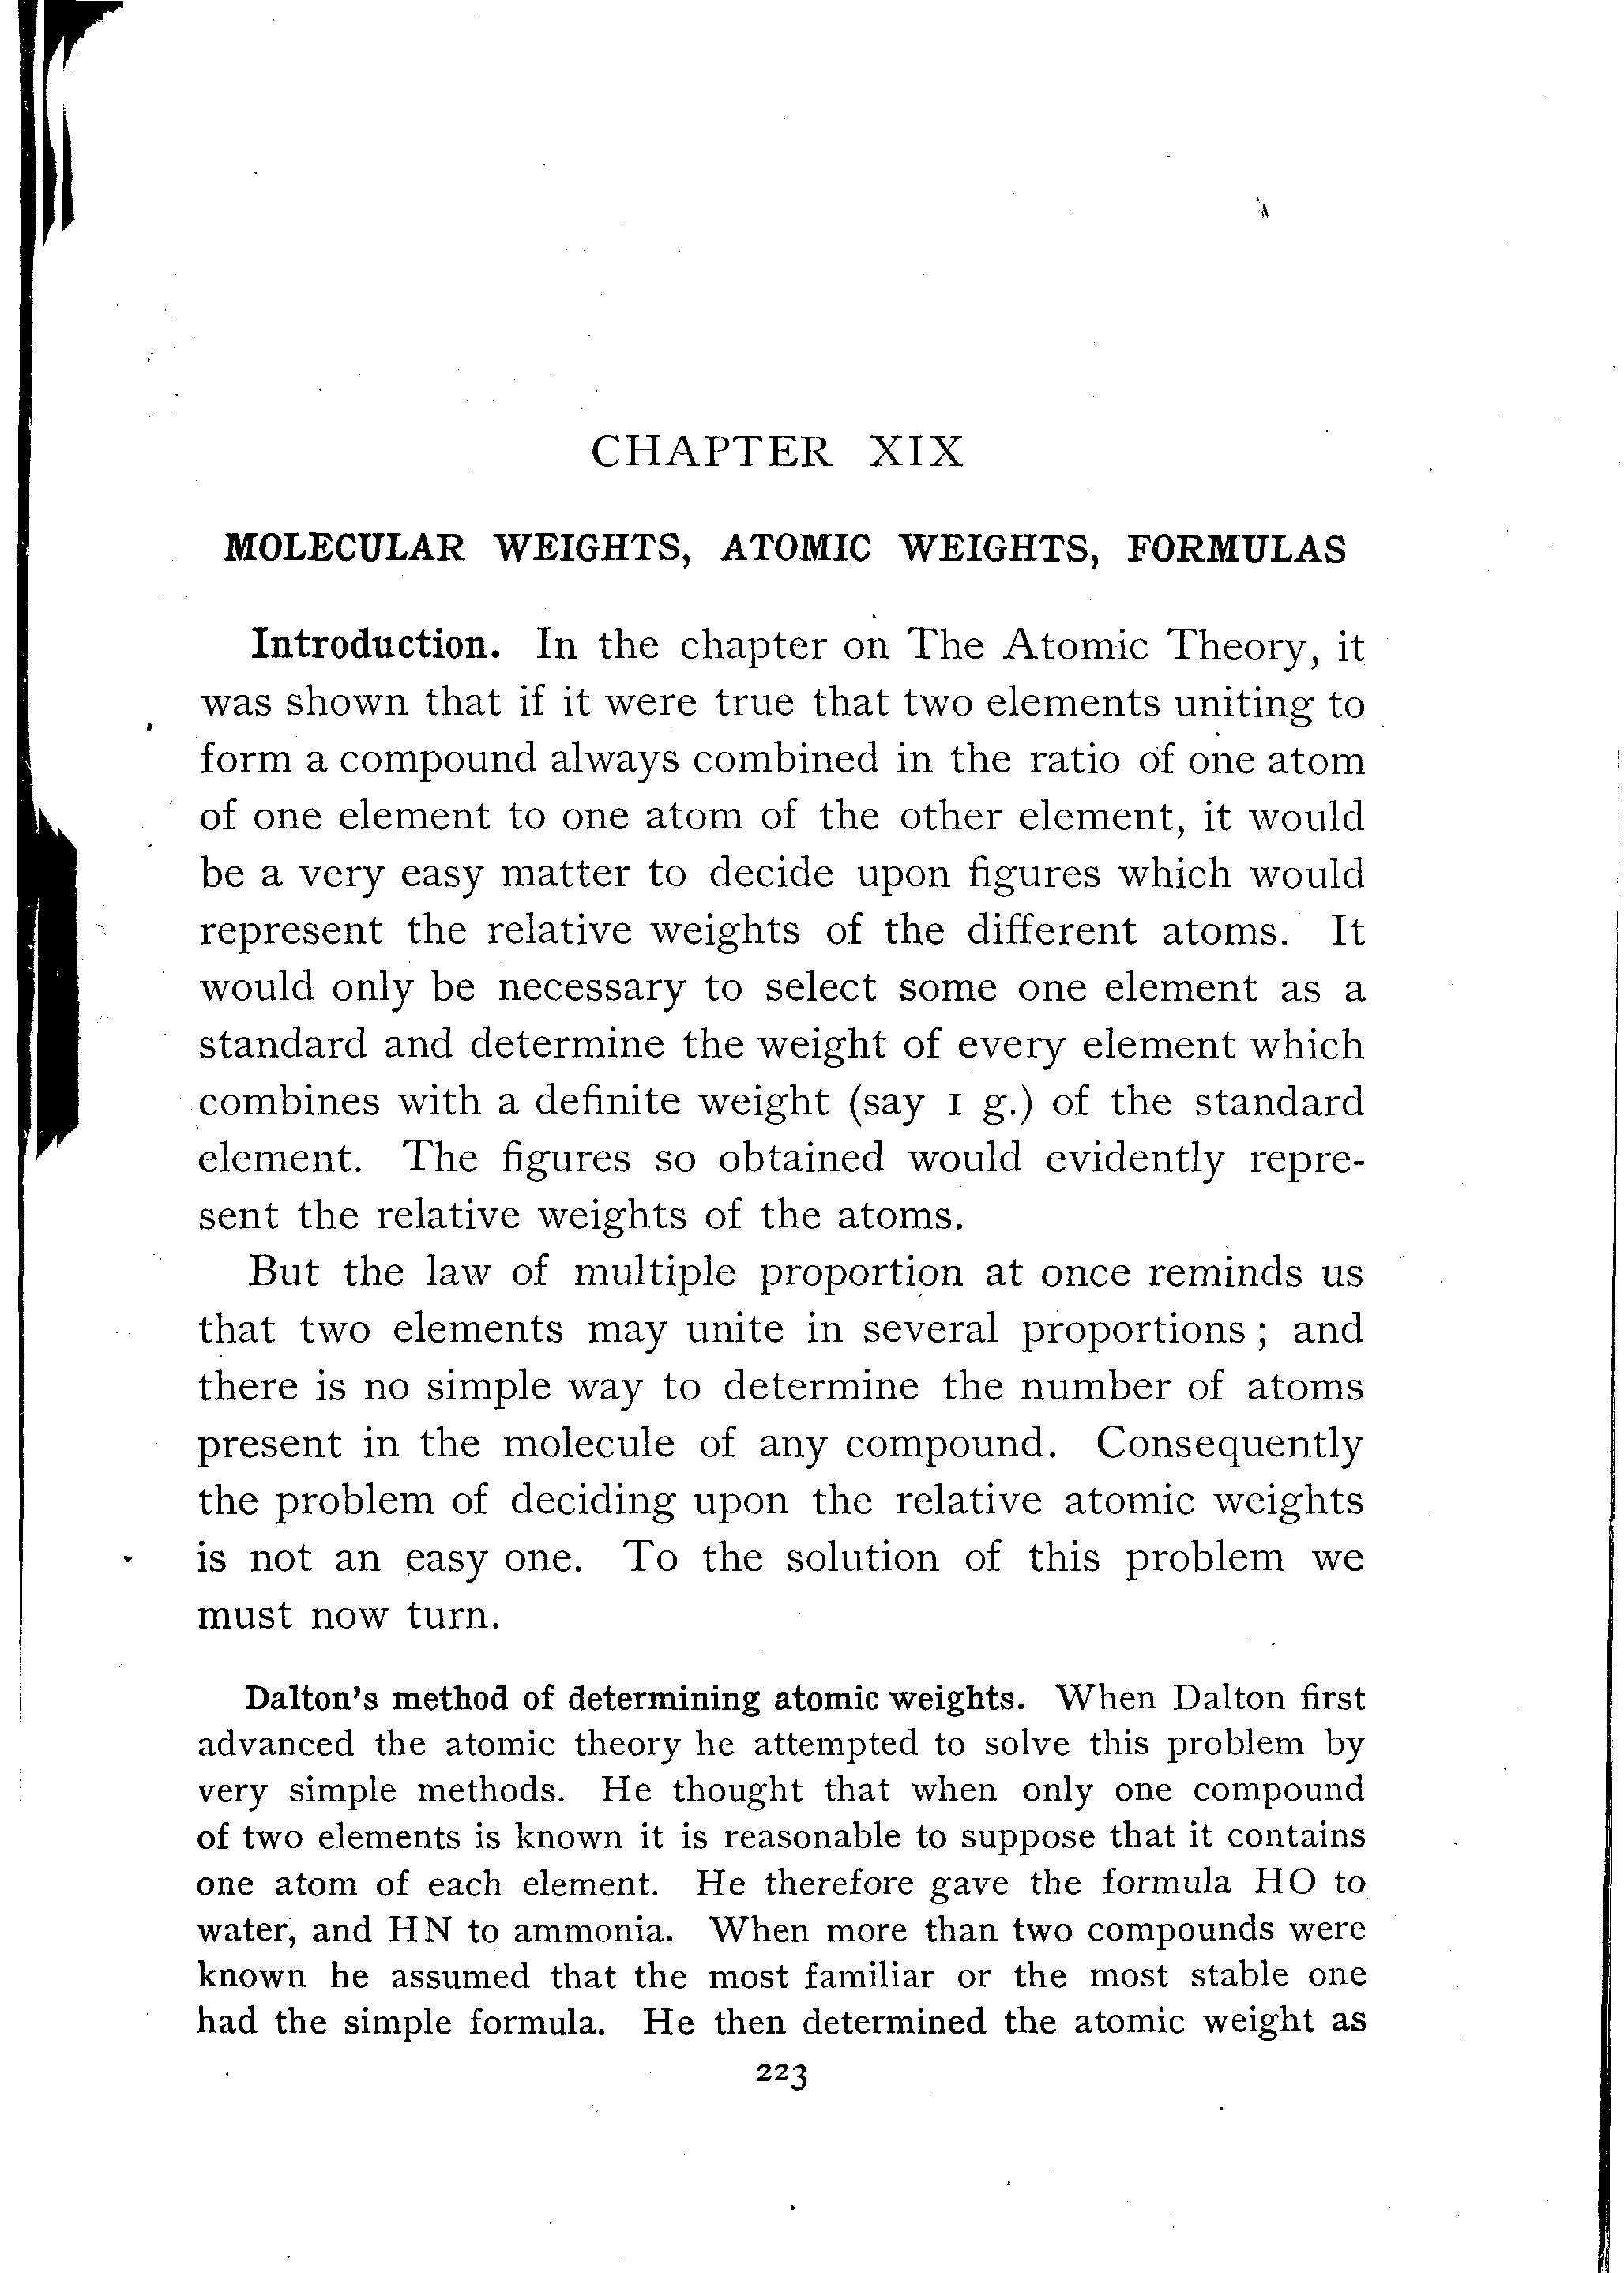 CHAPTER XIX
MOLECULAR WEIGHTS, ATOMIC WEIGHTS, FORMULAS
Introduction. In the chapter on The Atomic Theory, it
was shown that if it were true that two elements uniting to
form a compound always combined in the ratio of one atom
of one element to one atom of the other element, it would
be a very easy matter to decide upon figures which would
represent the relative weights of the different atoms. It
would only be necessary to select some one element as a
standard and determine the weight of every element which
combines with a definite weight (say 1 g.) of the standard
element. The figures so obtained would evidently repre-
sent the relative weights of the atoms.
But the law of multiple proportion at once reminds us
that two elements may unite in several proportions; and
there is no simple way to determine the number of atoms
present in the molecule of any compound. Consequently
the problem of deciding upon the relative atomic weights
is not an easy one. To the solution of this problem we
must now turn.
Dalton's method of determining atomic weights. When Dalton first
advanced the atomic theory he attempted to solve this problem by
very simple methods. He thought that when only one compound
of two elements is known it is reasonable to suppose that it contains
one atom of each element. He therefore gave the formula HO to
water, and HN to ammonia. When more than two compounds were
known he assumed that the most familiar or the most stable one
had the simple formula. He then determined the atomic weight as
223